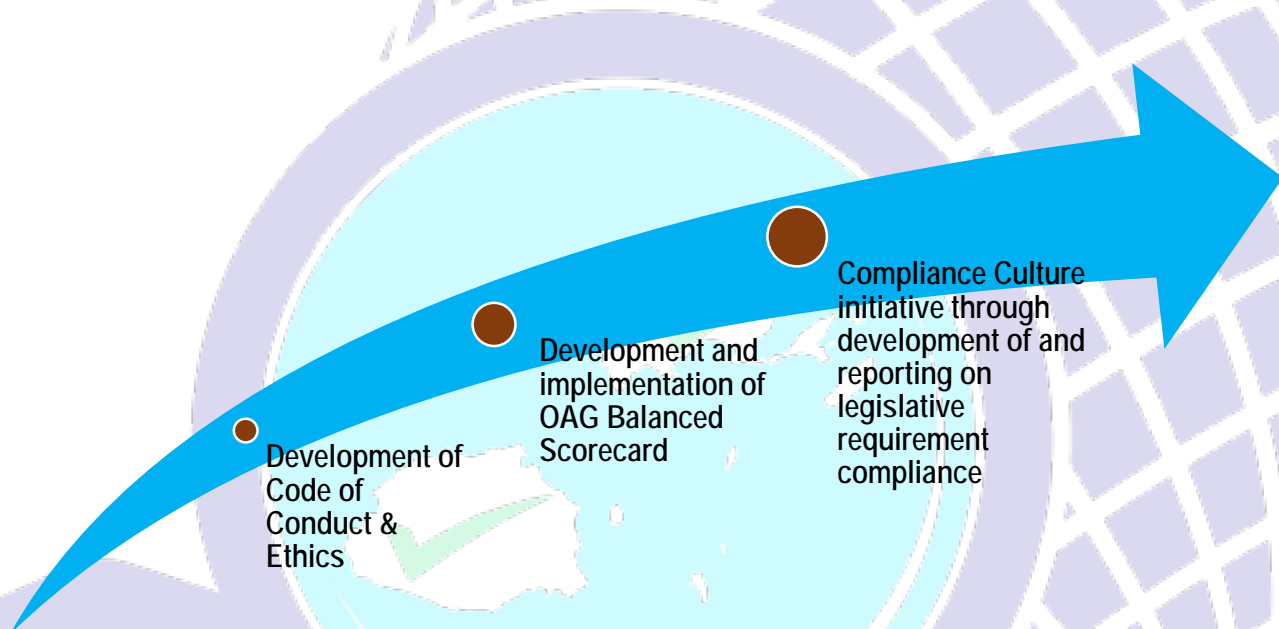 Development of
Code of
Conduct &
Ethics
Development and
implementation of
OAG Balanced
Scorecard
Compliance Culture
initiative through
development of and
reporting on
legislative
requirement
compliance